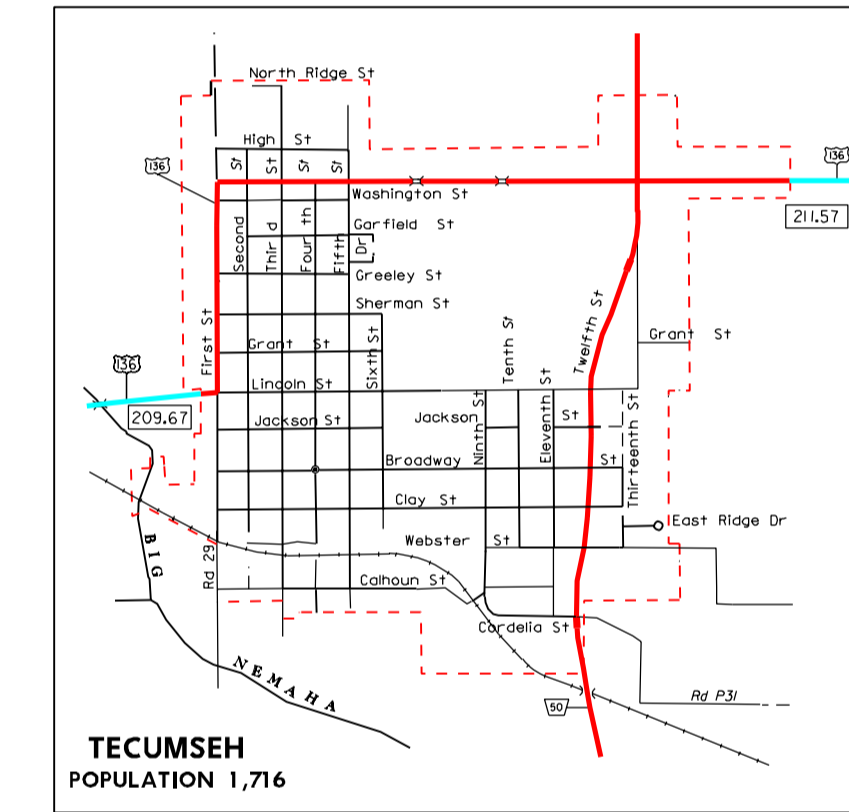 North Ridge St
High St
136
136
St St St St
Washington St
211.57
Second
Third
Fourth
Fifth
Dr
Garfield St
Greeley St
Sherman St
First St
Grant St
Sixth St
Tenth St
Twelfth St
Grant St
136
Lincoln St
209.67
Jackson St
Jackson St
Ninth St
Eleventh St
Thirteenth St
Broadway St
Clay St
East Ridge Dr
Webster St
BIG
Rd 29
Calhoun St
Cordelia St
NEMAHA
Rd P31
50
TECUMSEH
POPULATION 1,716